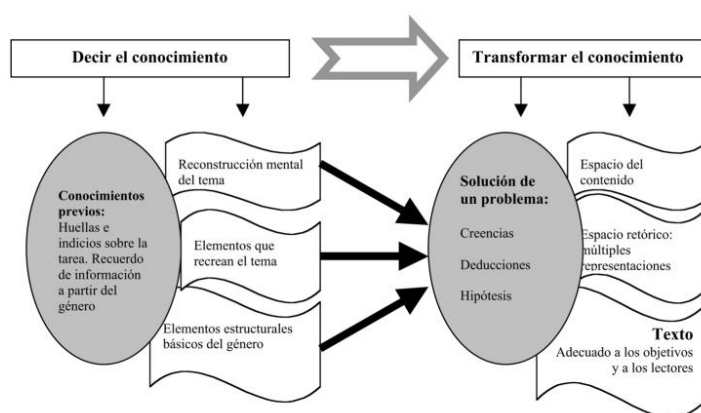 Decir el conocimiento
Transformar el conocimiento
Conocimientos
previos:
Huellas e
indicios sobre la
tarea. Recuerdo
de información
a partir del
género
Reconstrucción mental
del tema
Elementos que
recrean el tema
Elementos estructurales
básicos del género
Solución de
un problema:
Creencias
Deducciones
Hipótesis
Espacio del
contenido
Espacio retórico:
múltiples
representaciones
Texto
Adecuado a los objetivos
y a los lectores